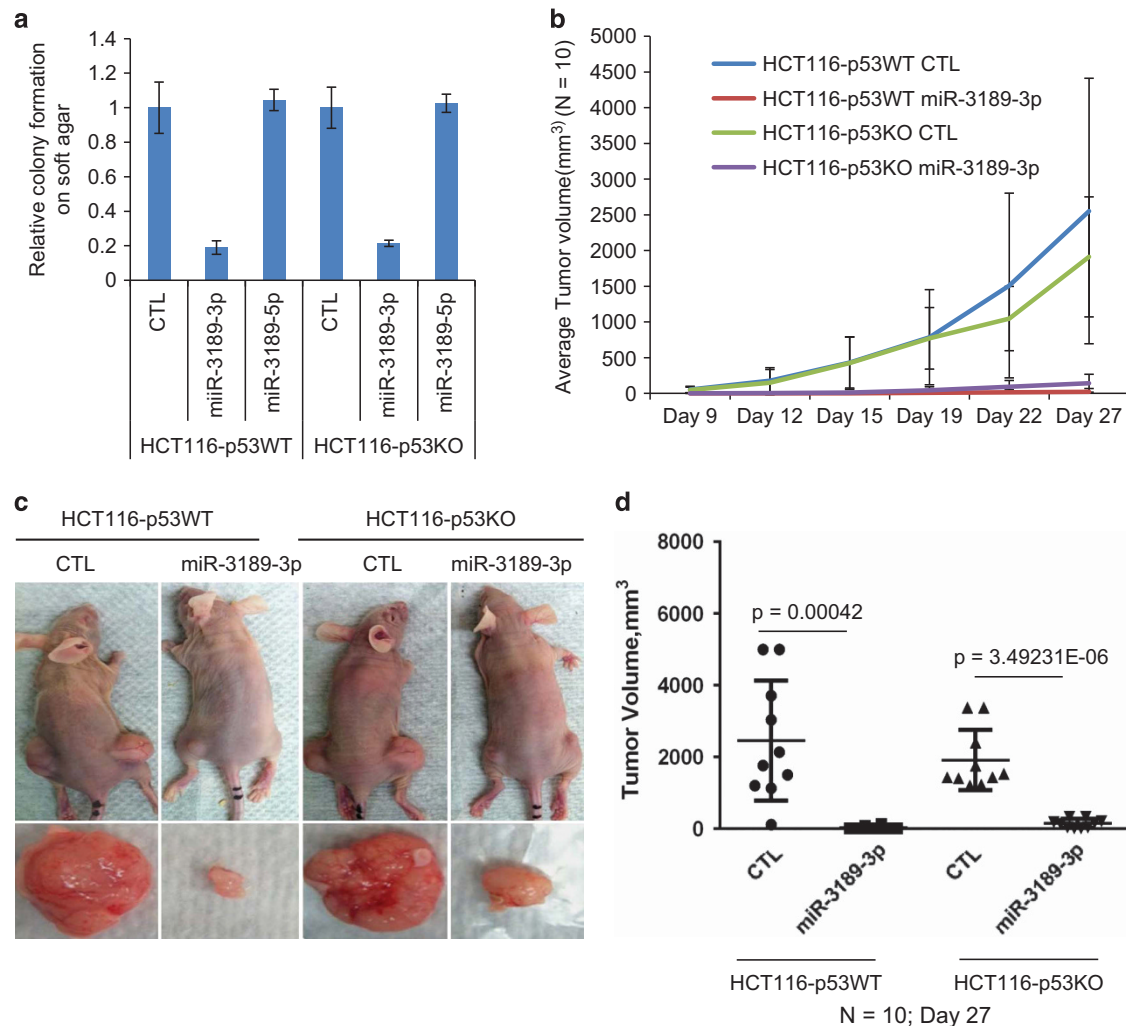 a
Relative colony formation
on soft agar
1.4
1.2
1
0.8
0.6
0.4
0.2
0
CTL
miiR-3189-3p
miR-3189-5p
CTL
miiR-3189-3p
miR-3189-5p
HCT116-p53WT
HCT116-p53KO
b
Average Tumor volume(mm3) (N = 10)
5000
4500
4000
3500
3000
2500
2000
1500
1000
500
0
HCT116-p53WT CTL
HCT116-p53WT miR-3189-3p
HCT116-p53KO CTL
HCT116-p53KO miR-3189-3p
Day 9
Day 12
Day 15
Day 19
Day 22
Day 27
c
HCT116-p53WT
HCT116-p53KO
CTL
miR-3189-3p
CTL
miR-3189-3p
d
Tumor Volume,mm3
8000
6000
4000
2000
0
p = 0.00042
p = 3.49231E-06
CTL
miR-3189-3p
CTL
miR-3189-3p
HCT116-p53WT
HCT116-p53KO
N = 10; Day 27